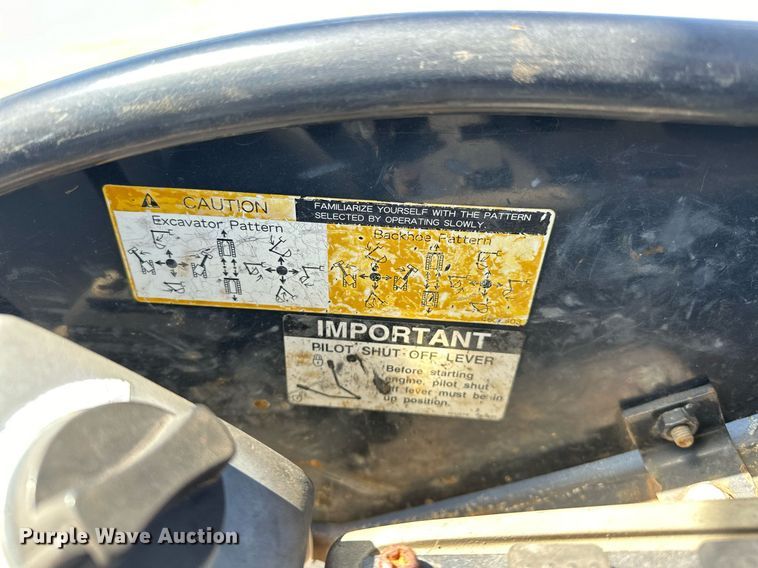 CAUTION
FAMILIARIZE YOURSELF WITH THE PATTERN
SELECTED BY OPERATING SLOWLY.
Excavator Pattern
Backhoe Pattern
IMPORTANT
PILOT SHUT OFF LEVER
Before starting
engine, pilot shut
off lever must be in
up position.
Purple Wave Auction®